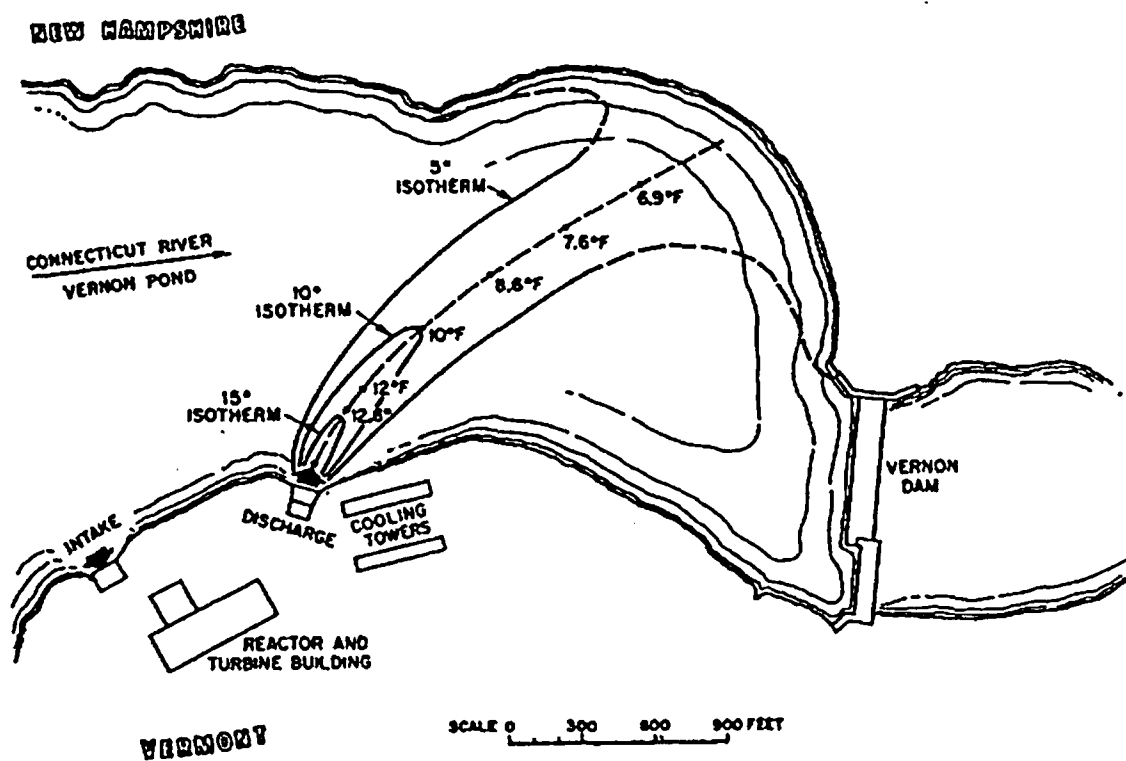 NEW HAMPSHIRE
5°
ISOTHERM
6.9°F
7.6°F
8.6°F
CONNECTICUT RIVER
VERNON POND
10°
ISOTHERM
10°F
12°F
12.8°
15°
ISOTHERM
VERNON
DAM
DISCHARGE
COOLING
TOWERS
INTAKE
REACTOR AND
TURBINE BUILDING
VERMONT
SCALE 0 300 600 900 FEET